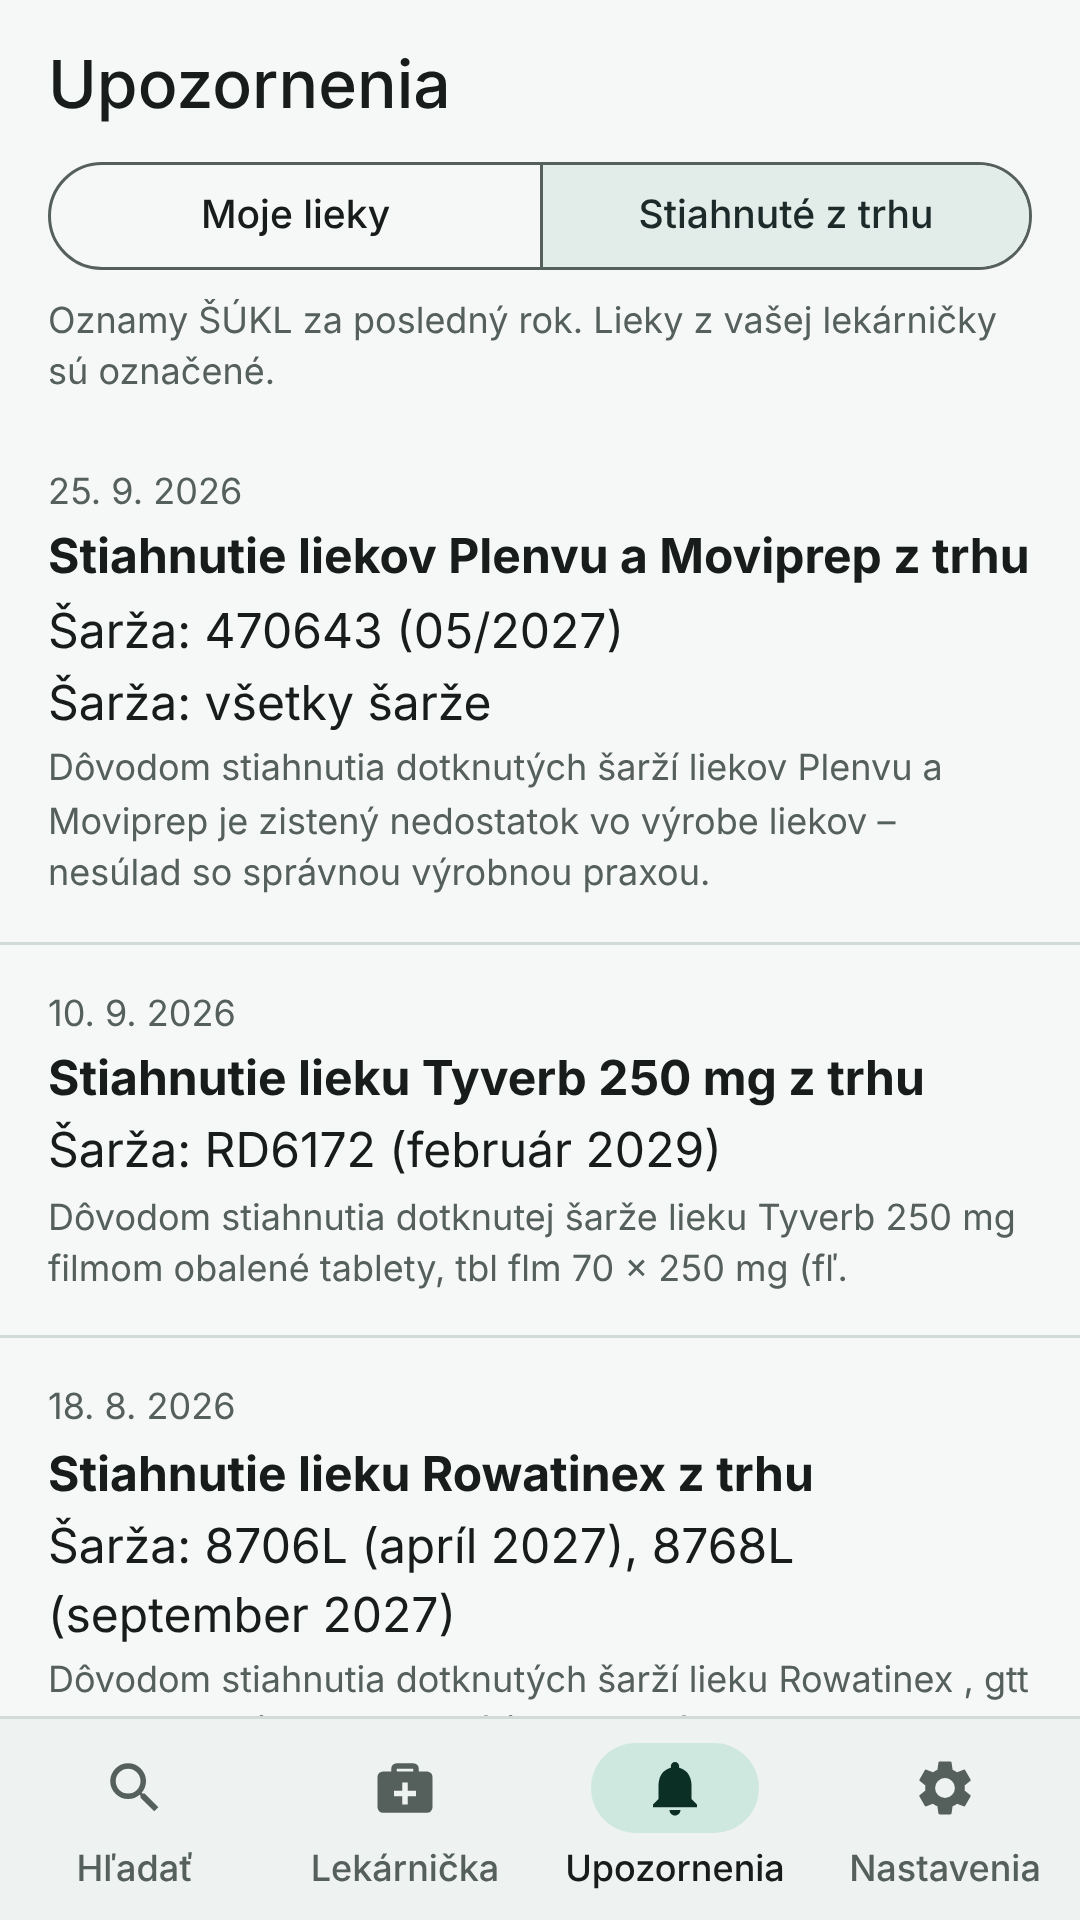 Upozornenia
Moje lieky
Stiahnuté z trhu
Oznamy ŠÚKL za posledný rok. Lieky z vašej lekárničky
sú označené.
25. 9. 2026
Stiahnutie liekov Plenvu a Moviprep z trhu
Šarža: 470643 (05/2027)
Šarža: všetky šarže
Dôvodom stiahnutia dotknutých šarží liekov Plenvu a
Moviprep je zistený nedostatok vo výrobe liekov –
nesúlad so správnou výrobnou praxou.
10. 9. 2026
Stiahnutie lieku Tyverb 250 mg z trhu
Šarža: RD6172 (február 2029)
Dôvodom stiahnutia dotknutej šarže lieku Tyverb 250 mg
filmom obalené tablety, tbl flm 70 × 250 mg (fľ.
18. 8. 2026
Stiahnutie lieku Rowatinex z trhu
Šarža: 8706L (apríl 2027), 8768L
(september 2027)
Dôvodom stiahnutia dotknutých šarží lieku Rowatinex , gtt
Hľadať
Lekárnička
Upozornenia
Nastavenia